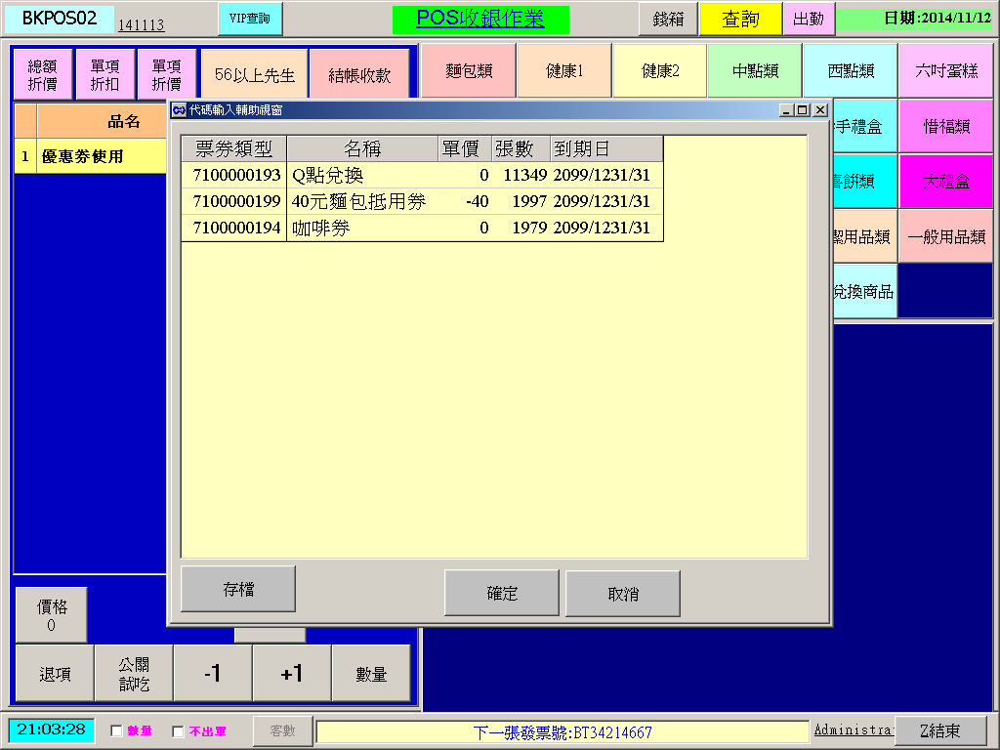 BKPOS02
141113
VIP查詢
POS收銀作業
錢箱
查詢
出勤
日期:2014/11/12
總額
折價
單項
折扣
單項
折價
56以上先生
結帳收款
麵包類
健康1
健康2
中點類
西點類
六吋蛋糕
代碼輸入輔助視窗
品名
手禮盒
惜福類
票券類型 名稱 單價 張數 到期日
1 優惠券使用
7100000193 Q點兌換 0 11349 2099/1231/31
喜餅類
大禮盒
7100000199 40元麵包抵用券 -40 1997 2099/1231/31
7100000194 咖啡券 0 1979 2099/1231/31
潔用品類
一般用品類
兌換商品
存檔
確定
取消
價格
0
退項
公關
試吃
-1
+1
數量
21:03:28
數量
不出單
客數
下一張發票號:BT34214667
Administra
Z結束